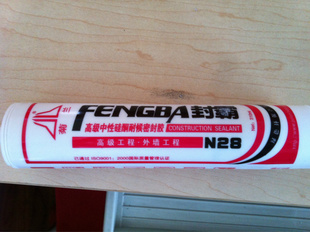 FENGBA封霸
高级中性硅酮耐候密封胶 CONSTRUCTION SEALANT
高级工程·外墙工程 N28
已通过ISO9001：2000国际质量管理认证